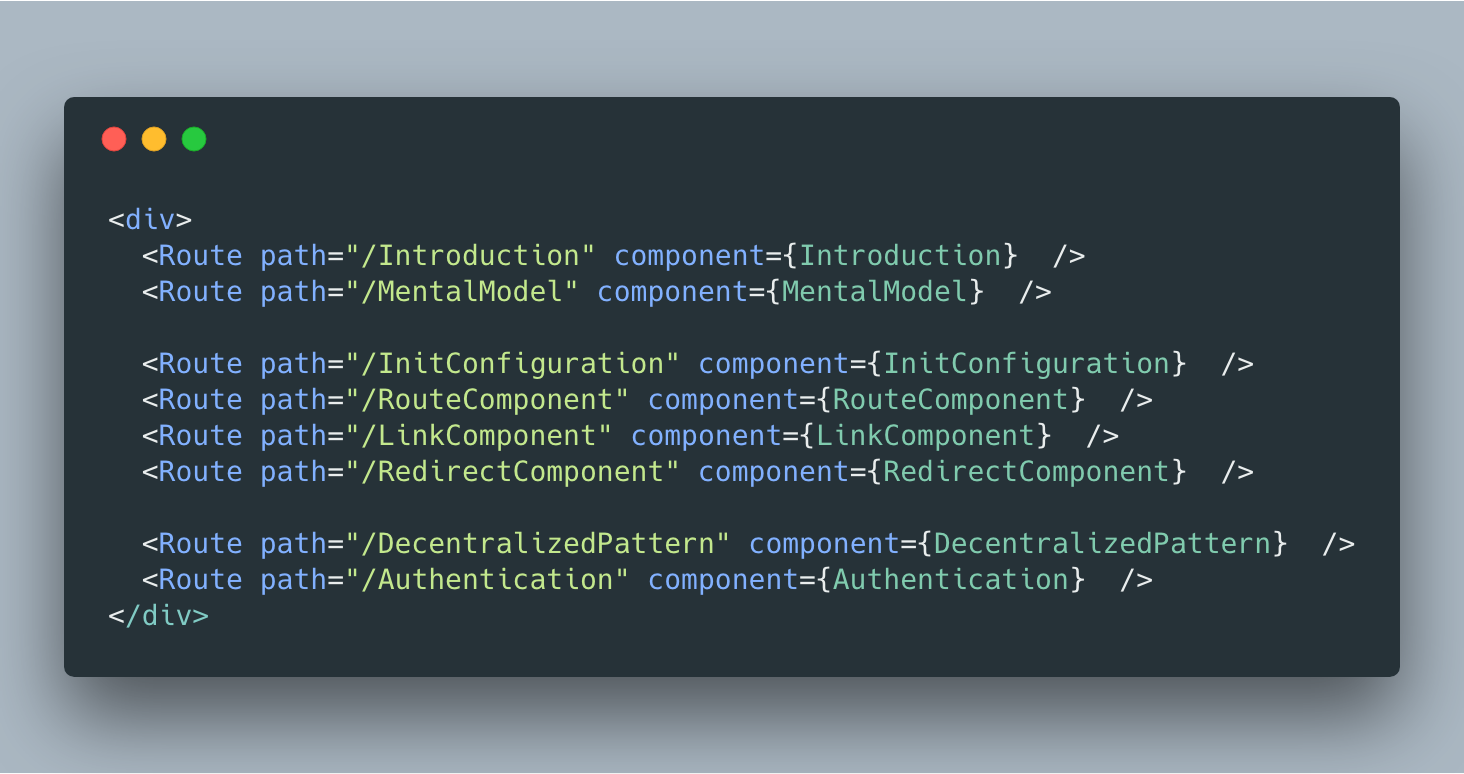 <div>
  <Route path="/Introduction" component={Introduction}  />
  <Route path="/MentalModel" component={MentalModel}  />

  <Route path="/InitConfiguration" component={InitConfiguration}  />
  <Route path="/RouteComponent" component={RouteComponent}  />
  <Route path="/LinkComponent" component={LinkComponent}  />
  <Route path="/RedirectComponent" component={RedirectComponent}  />

  <Route path="/DecentralizedPattern" component={DecentralizedPattern}  />
  <Route path="/Authentication" component={Authentication}  />
</div>